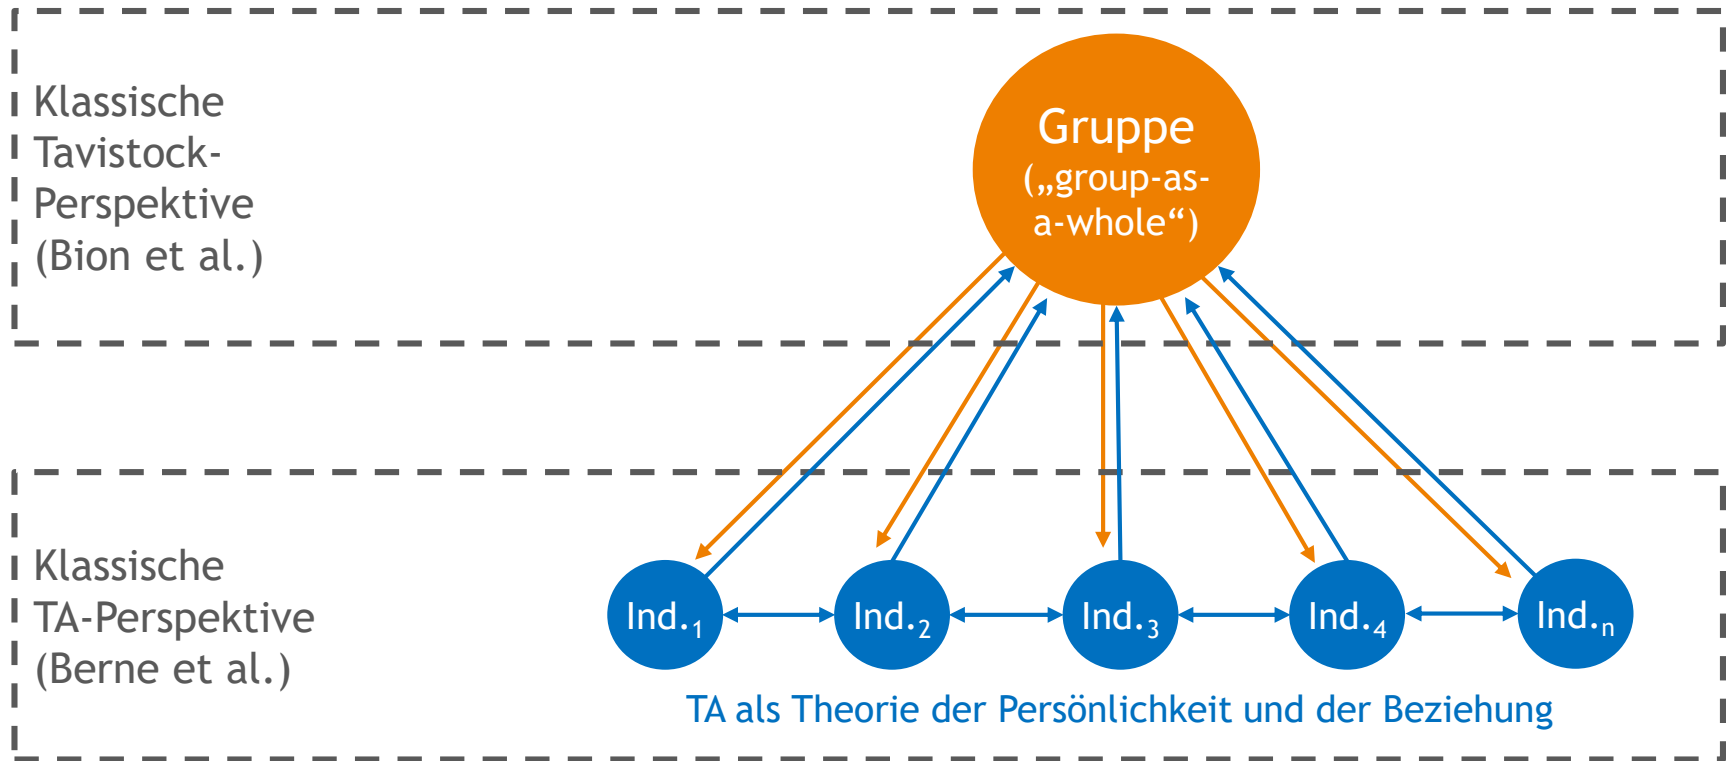 Klassische
Tavistock-
Perspektive
(Bion et al.)
Gruppe
(„group-as-
a-whole“)
Klassische
TA-Perspektive
(Berne et al.)
Ind.₁
Ind.₂
Ind.₃
Ind.₄
Ind.ₙ
TA als Theorie der Persönlichkeit und der Beziehung